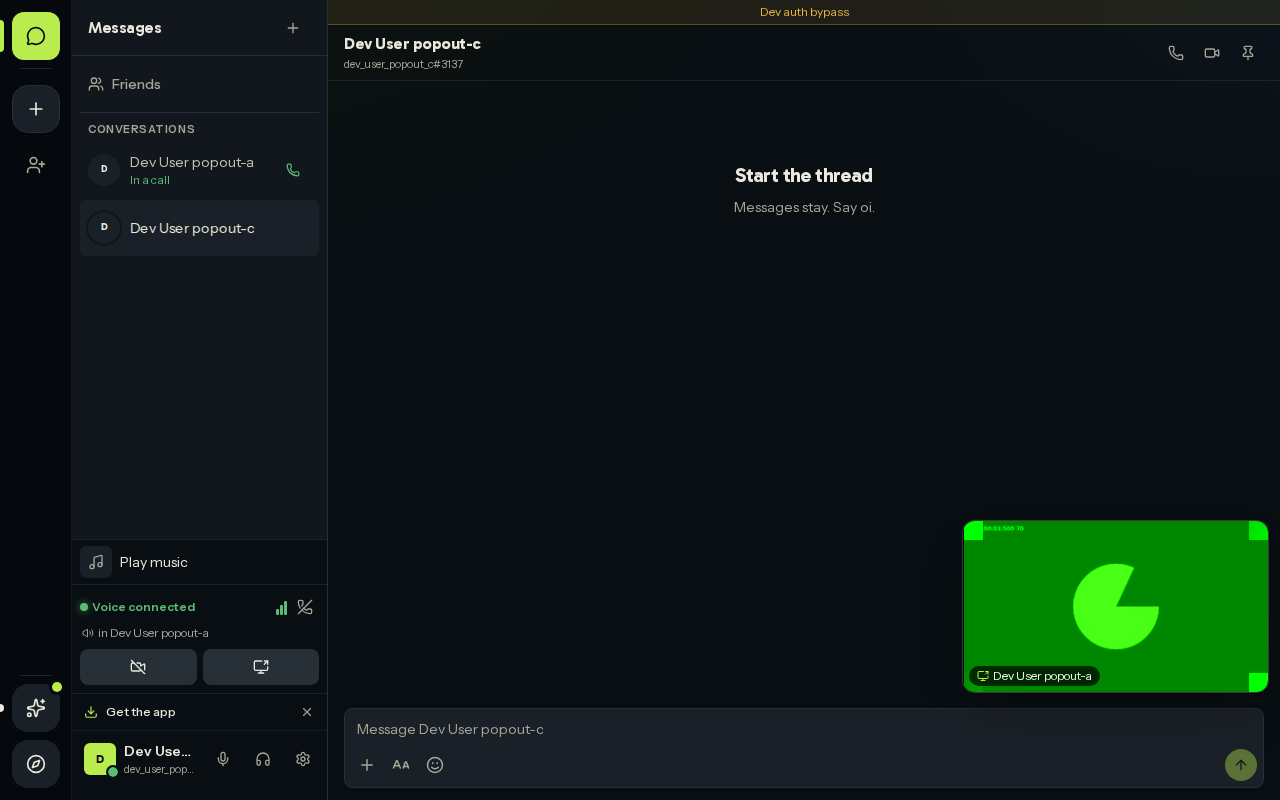 Dev auth bypass
Messages
Friends
CONVERSATIONS
D
Dev User popout-a
In a call
D
Dev User popout-c
Play music
Voice connected
in Dev User popout-a
Get the app
D
Dev Use...
dev_user_pop...
Dev User popout-c
dev_user_popout_c#3137
Start the thread
Messages stay. Say oi.
Dev User popout-a
Message Dev User popout-c
AA